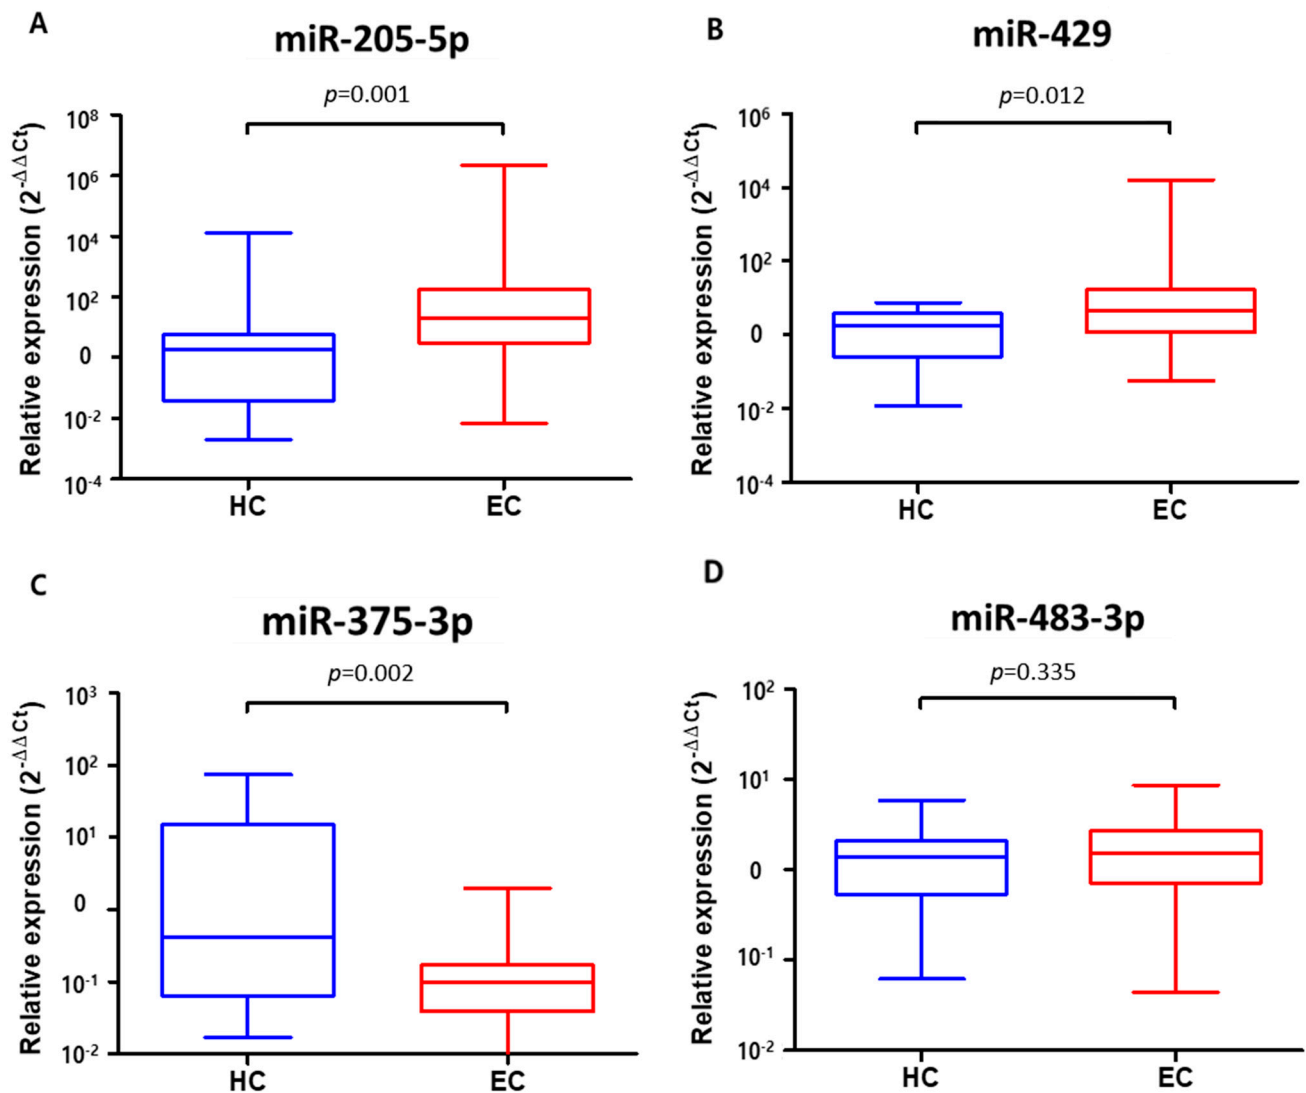 A
miR-205-5p
p=0.001
Relative expression (2^-ΔΔCt)
10^8
10^6
10^4
10^2
0
10^-2
10^-4
HC EC
B
miR-429
p=0.012
Relative expression (2^-ΔΔCt)
10^6
10^4
10^2
0
10^-2
10^-4
HC EC
C
miR-375-3p
p=0.002
Relative expression (2^-ΔΔCt)
10^3
10^2
10^1
0
10^-1
10^-2
HC EC
D
miR-483-3p
p=0.335
Relative expression (2^-ΔΔCt)
10^2
10^1
0
10^-1
10^-2
HC EC